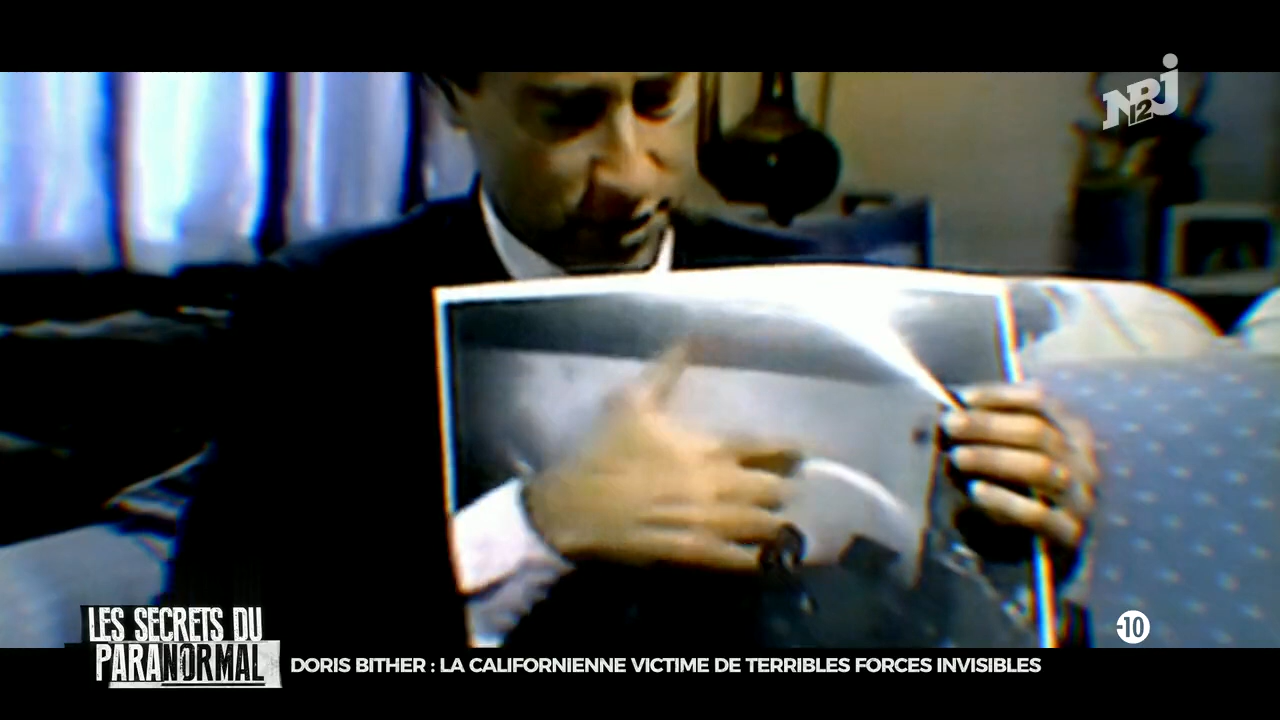 NRJ
12
-10
LES SECRETS DU
PARANORMAL
DORIS BITHER : LA CALIFORNIENNE VICTIME DE TERRIBLES FORCES INVISIBLES